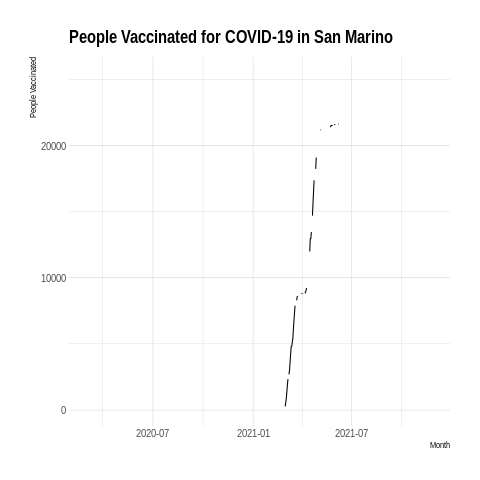 People Vaccinated for COVID-19 in San Marino
People Vaccinated
20000
10000
0
2020-07 2021-01 2021-07
Month